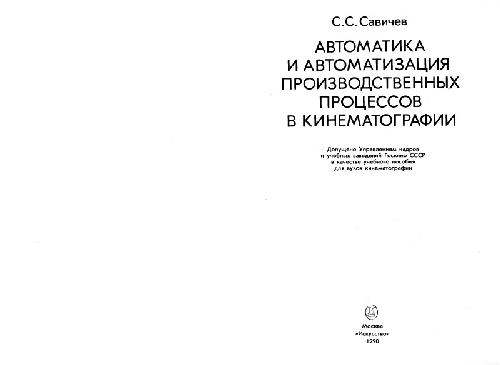 С. С. Савичев
АВТОМАТИКА
И АВТОМАТИЗАЦИЯ
ПРОИЗВОДСТВЕННЫХ
ПРОЦЕССОВ
В КИНЕМАТОГРАФИИ
Допущено Управлением кадров
и учебных заведений Госкино СССР
в качестве учебного пособия
для вузов кинематографии
Москва
«Искусство»
1990